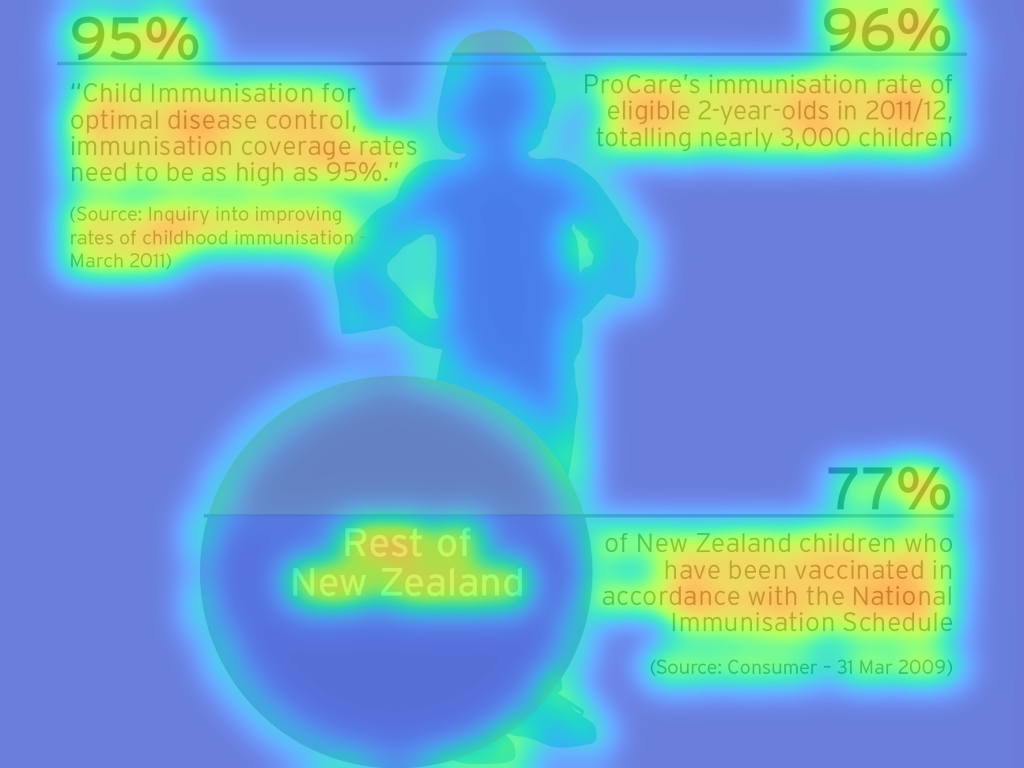 95%
“Child Immunisation for
optimal disease control,
immunisation coverage rates
need to be as high as 95%.”
(Source: Inquiry into improving
rates of childhood immunisation -
March 2011)
96%
ProCare’s immunisation rate of
eligible 2-year-olds in 2011/12,
totalling nearly 3,000 children
Rest of
New Zealand
77%
of New Zealand children who
have been vaccinated in
accordance with the National
Immunisation Schedule
(Source: Consumer – 31 Mar 2009)